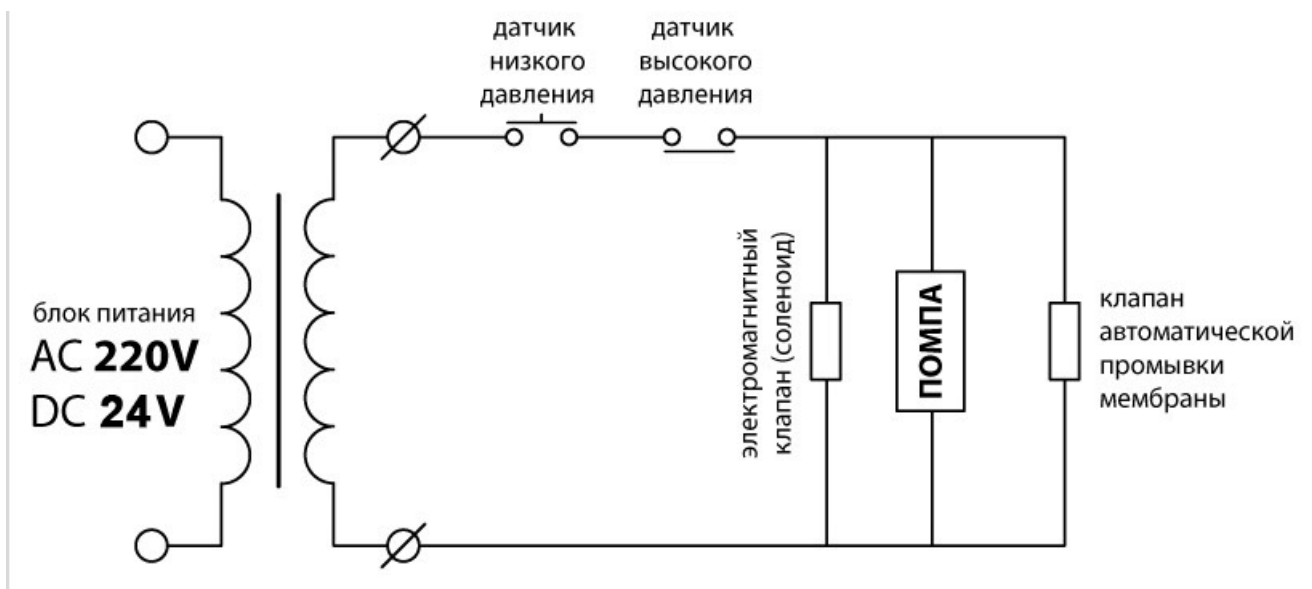 датчик
низкого
давления
датчик
высокого
давления
блок питания
AC 220V
DC 24V
электромагнитный
клапан (соленоид)
ПОМПА
клапан
автоматической
промывки
мембраны